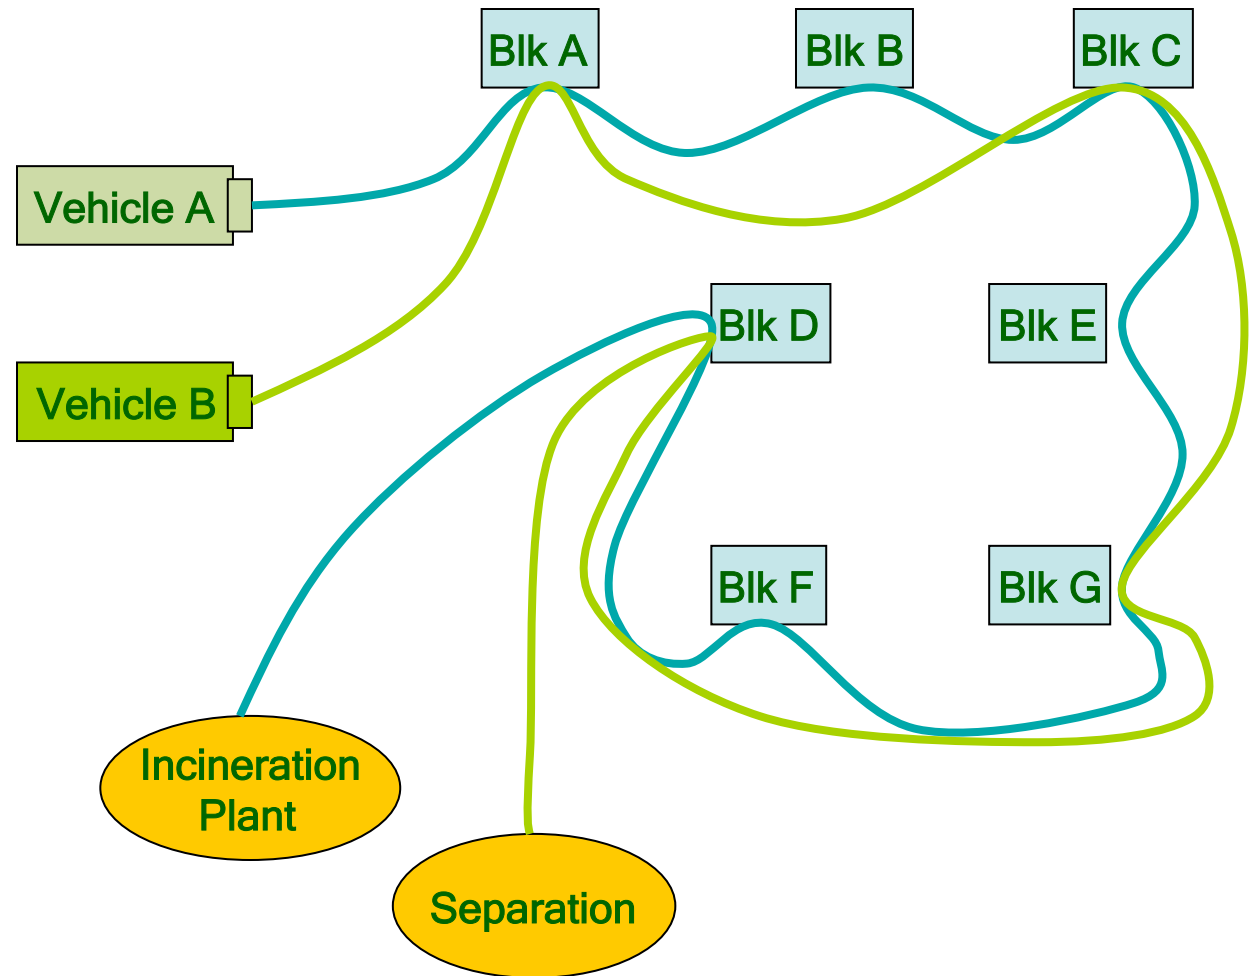 Blk A
Blk B
Blk C
Vehicle A
Blk D
Blk E
Vehicle B
Blk F
Blk G
Incineration
Plant
Separation